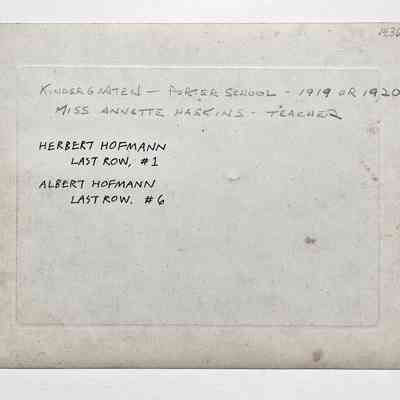 KINDERGARTEN — PORTER SCHOOL - 1919 OR 1920
MISS ANNETTE HASKINS - TEACHER
HERBERT HOFMANN
LAST ROW, #1
ALBERT HOFMANN
LAST ROW. #6